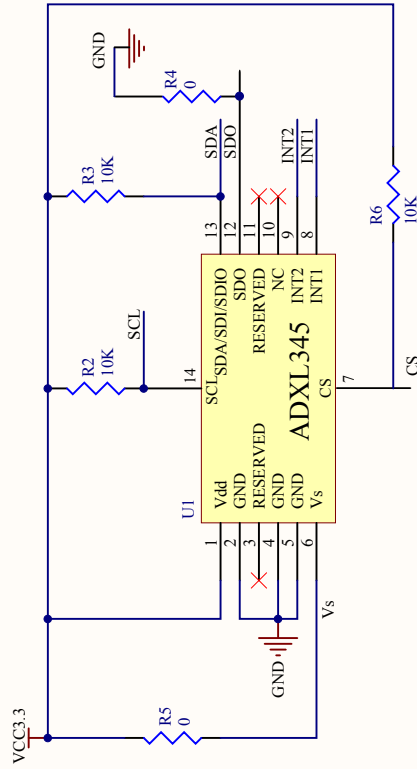 VCC3.3
GND
R2
10K
R3
10K
R4
0
R5
0
R6
10K
SCL
SDA
SDO
INT2
INT1
U1
ADXL345
1 Vdd
2 GND
3 RESERVED
4 GND
5 GND
6 Vs
7 CS
8 INT1
9 INT2
10 NC
11 RESERVED
12 SDO
13 SDA/SDI/SDIO
14 SCL
GND
Vs
CS